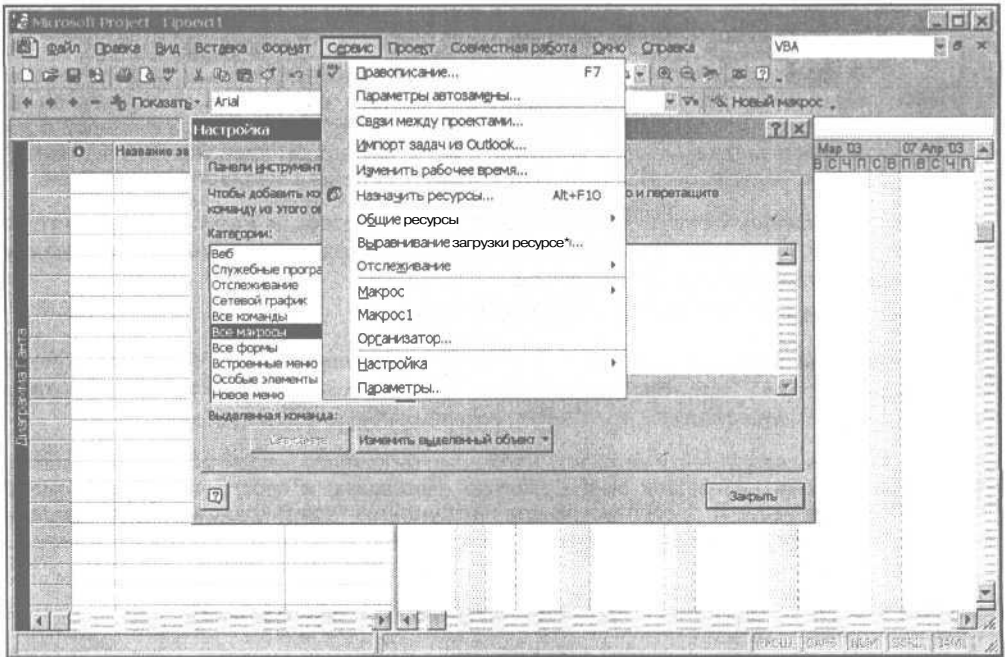 Microsoft Project - Проект1
Файл Правка Вид Вставка Формат Сервис Проект Совместная работа Окно Справка VBA
Показать Arial Новый макрос
Правописание... F7
Параметры автозамены...
Связи между проектами...
Импорт задач из Outlook...
Изменить рабочее время...
Назначить ресурсы... Alt+F10
Общие ресурсы
Выравнивание загрузки ресурсе*...
Отслеживание
Макрос
Макрос1
Организатор...
Настройка
Параметры...
Название за
Мар '03 07 Апр '03
В С Ч П С В П В С Ч П
Настройка
Панели инструмент
Чтобы добавить ко
о и перетащите
команду из этого о
Категории:
Веб
Служебные програ
Отслеживание
Сетевой график
Все команды
Все макросы
Все формы
Встроенные меню
Особые элементы
Новое меню
Выделенная команда:
Изменить выделенный объект
Закрыть
Диаграмма Ганта